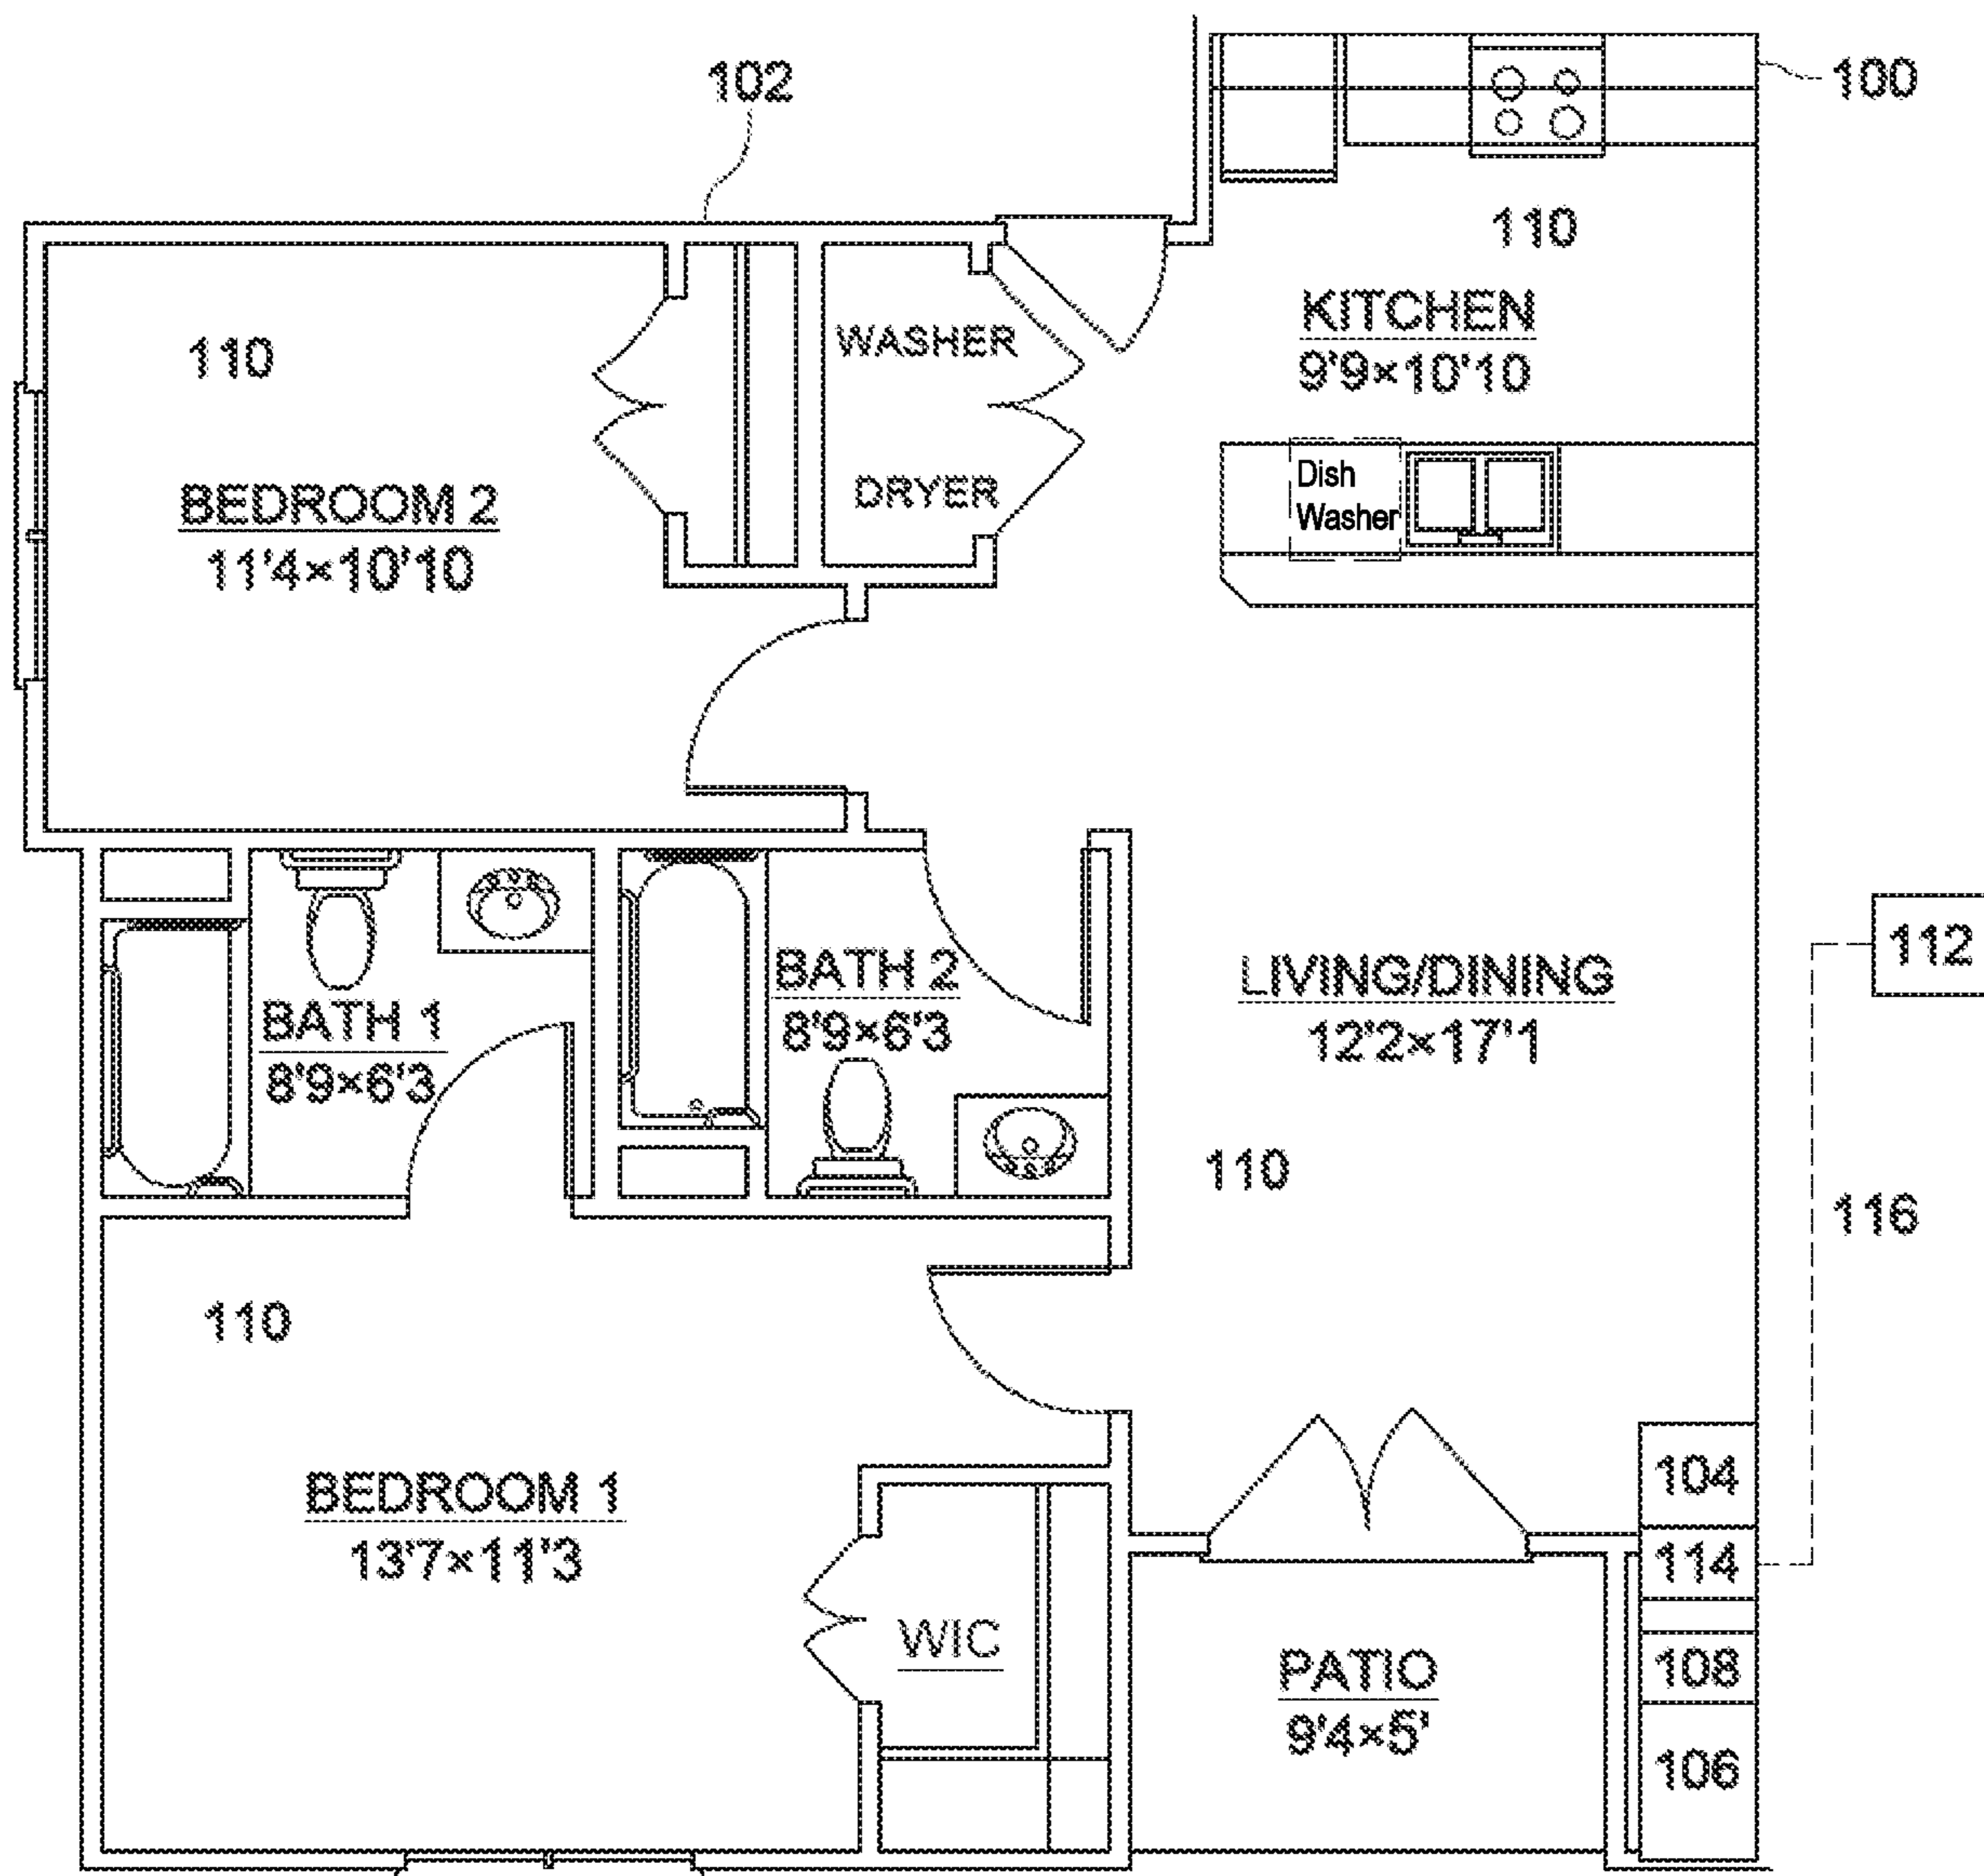 102
100
110
KITCHEN
9'9×10'10
110
WASHER
DRYER
BEDROOM 2
11'4×10'10
Dish
Washer
BATH 1
8'9×6'3
BATH 2
8'9×6'3
LIVING/DINING
12'2×17'1
112
110
116
110
BEDROOM 1
13'7×11'3
WIC
PATIO
9'4×5'
104
114
108
106